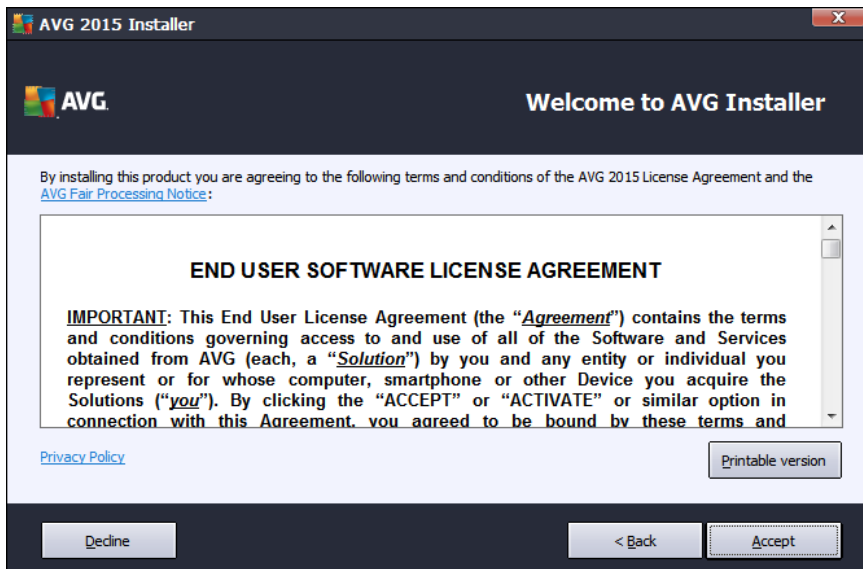 AVG 2015 Installer
X
AVG.
Welcome to AVG Installer
By installing this product you are agreeing to the following terms and conditions of the AVG 2015 License Agreement and the
AVG Fair Processing Notice:
END USER SOFTWARE LICENSE AGREEMENT
IMPORTANT: This End User License Agreement (the “Agreement”) contains the terms
and conditions governing access to and use of all of the Software and Services
obtained from AVG (each, a “Solution”) by you and any entity or individual you
represent or for whose computer, smartphone or other Device you acquire the
Solutions (“you”). By clicking the “ACCEPT” or “ACTIVATE” or similar option in
connection with this Agreement, you agreed to be bound by these terms and
Privacy Policy
Printable version
Decline
< Back
Accept